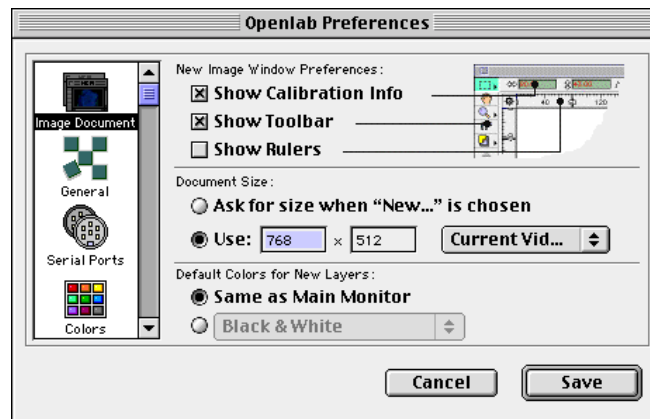 Openlab Preferences
Image Document
General
Serial Ports
Colors
New Image Window Preferences:
Show Calibration Info
Show Toolbar
Show Rulers
40
120
Document Size:
Ask for size when “New...” is chosen
Use: 768 × 512 Current Vid...
Default Colors for New Layers:
Same as Main Monitor
Black & White
Cancel Save